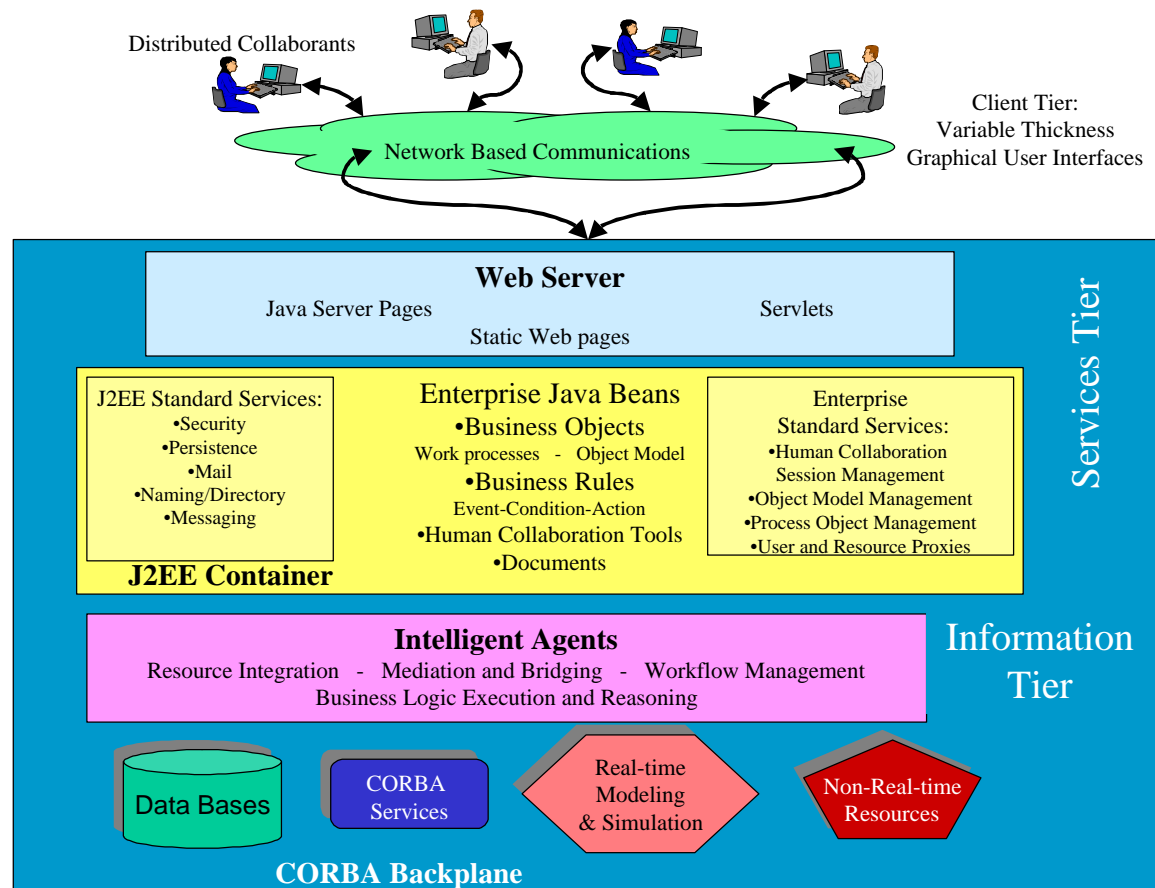 Distributed Collaborants
Client Tier:
Variable Thickness
Graphical User Interfaces
Network Based Communications
Web Server
Java Server Pages
Servlets
Static Web pages
Services Tier
J2EE Standard Services:
•Security
•Persistence
•Mail
•Naming/Directory
•Messaging
Enterprise Java Beans
•Business Objects
Work processes - Object Model
•Business Rules
Event-Condition-Action
•Human Collaboration Tools
•Documents
Enterprise
Standard Services:
•Human Collaboration
Session Management
•Object Model Management
•Process Object Management
•User and Resource Proxies
J2EE Container
Intelligent Agents
Resource Integration - Mediation and Bridging - Workflow Management
Business Logic Execution and Reasoning
Information
Tier
Data Bases
CORBA
Services
Real-time
Modeling
& Simulation
Non-Real-time
Resources
CORBA Backplane